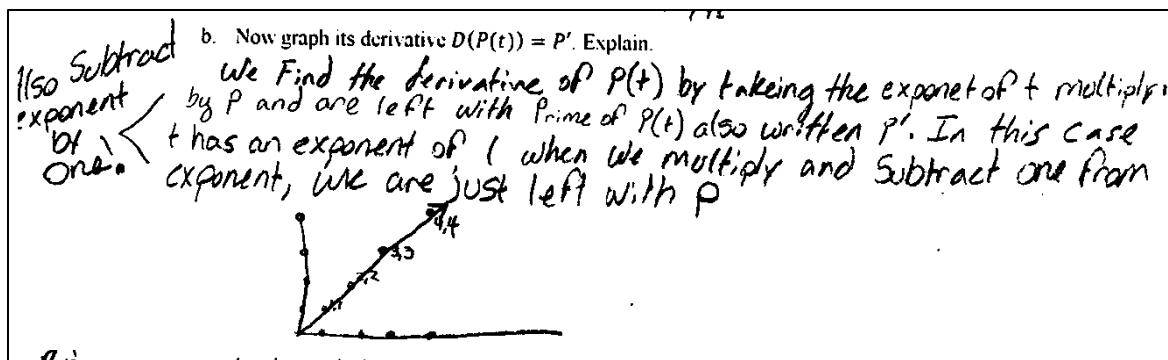 b. Now graph its derivative D(P(t)) = P'. Explain.
Also Subtract
exponent
of
one.
We Find the derivative of P(t) by takeing the exponet of t multiply
by P and are left with Prime of P(t) also written P'. In this case
t has an exponent of 1 when we multiply and Subtract one from
exponent, we are just left with P
4,4
3,3
2,2
1,1